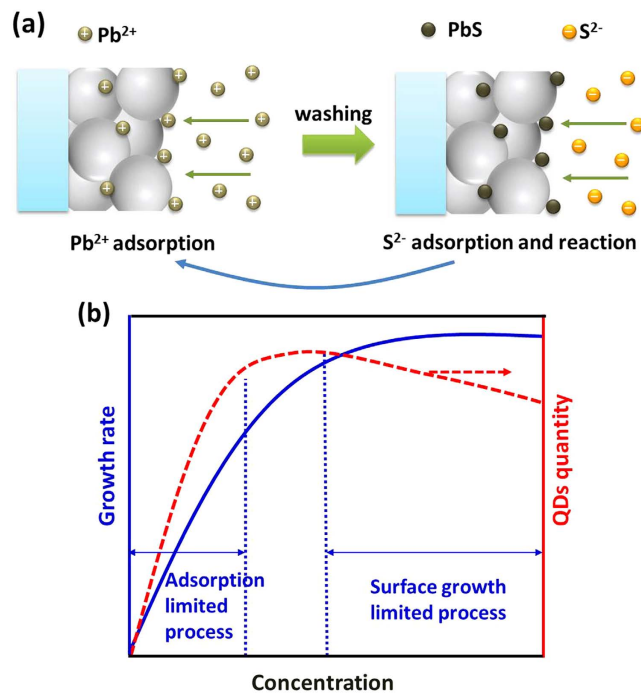 (a)
Pb²⁺
PbS
S²⁻
washing
Pb²⁺ adsorption
S²⁻ adsorption and reaction
(b)
Growth rate
QDs quantity
Adsorption
limited
process
Surface growth
limited process
Concentration